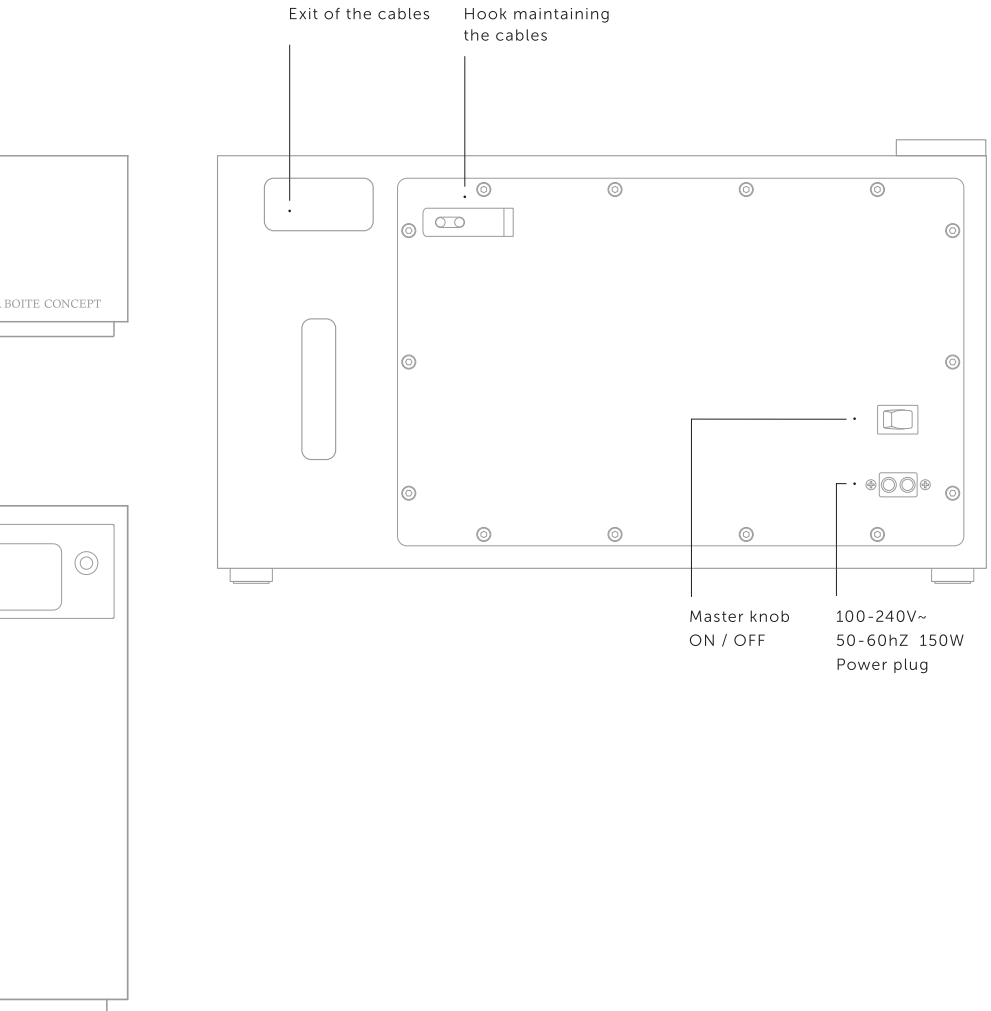 Exit of the cables
Hook maintaining
the cables
BOITE CONCEPT
Master knob
ON / OFF
100-240V~
50-60hZ 150W
Power plug